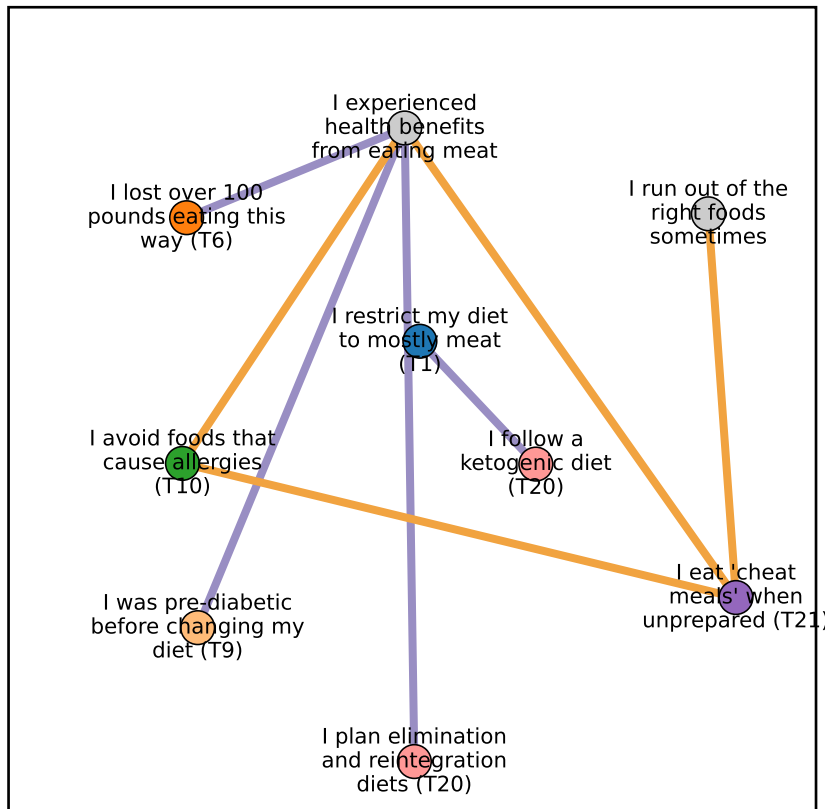 I experienced
health benefits
from eating meat
I lost over 100
pounds eating this
way (T6)
I run out of the
right foods
sometimes
I restrict my diet
to mostly meat
(T1)
I avoid foods that
cause allergies
(T10)
I follow a
ketogenic diet
(T20)
I eat 'cheat
meals' when
unprepared (T21)
I was pre-diabetic
before changing my
diet (T9)
I plan elimination
and reintegration
diets (T20)